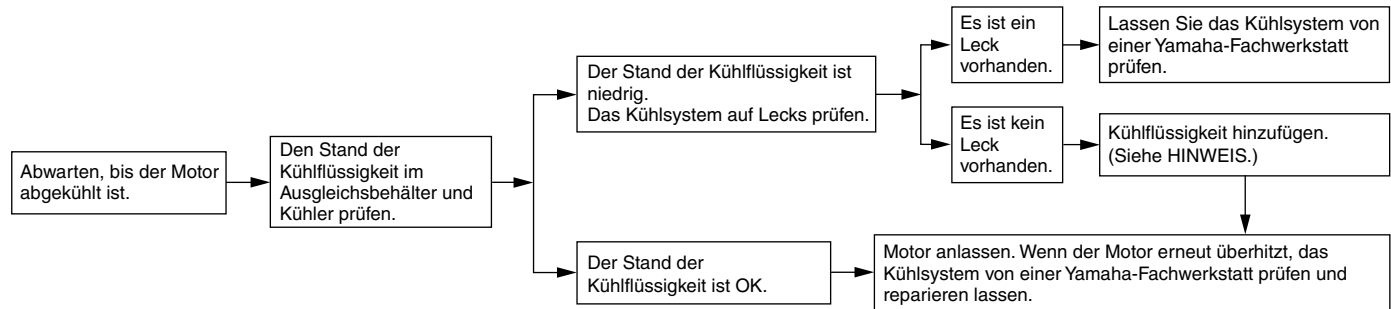 Abwarten, bis der Motor
abgekühlt ist.
Den Stand der
Kühlflüssigkeit im
Ausgleichsbehälter und
Kühler prüfen.
Der Stand der Kühlflüssigkeit ist
niedrig.
Das Kühlsystem auf Lecks prüfen.
Es ist ein
Leck
vorhanden.
Lassen Sie das Kühlsystem von
einer Yamaha-Fachwerkstatt
prüfen.
Es ist kein
Leck
vorhanden.
Kühlflüssigkeit hinzufügen.
(Siehe HINWEIS.)
Der Stand der
Kühlflüssigkeit ist OK.
Motor anlassen. Wenn der Motor erneut überhitzt, das
Kühlsystem von einer Yamaha-Fachwerkstatt prüfen und
reparieren lassen.